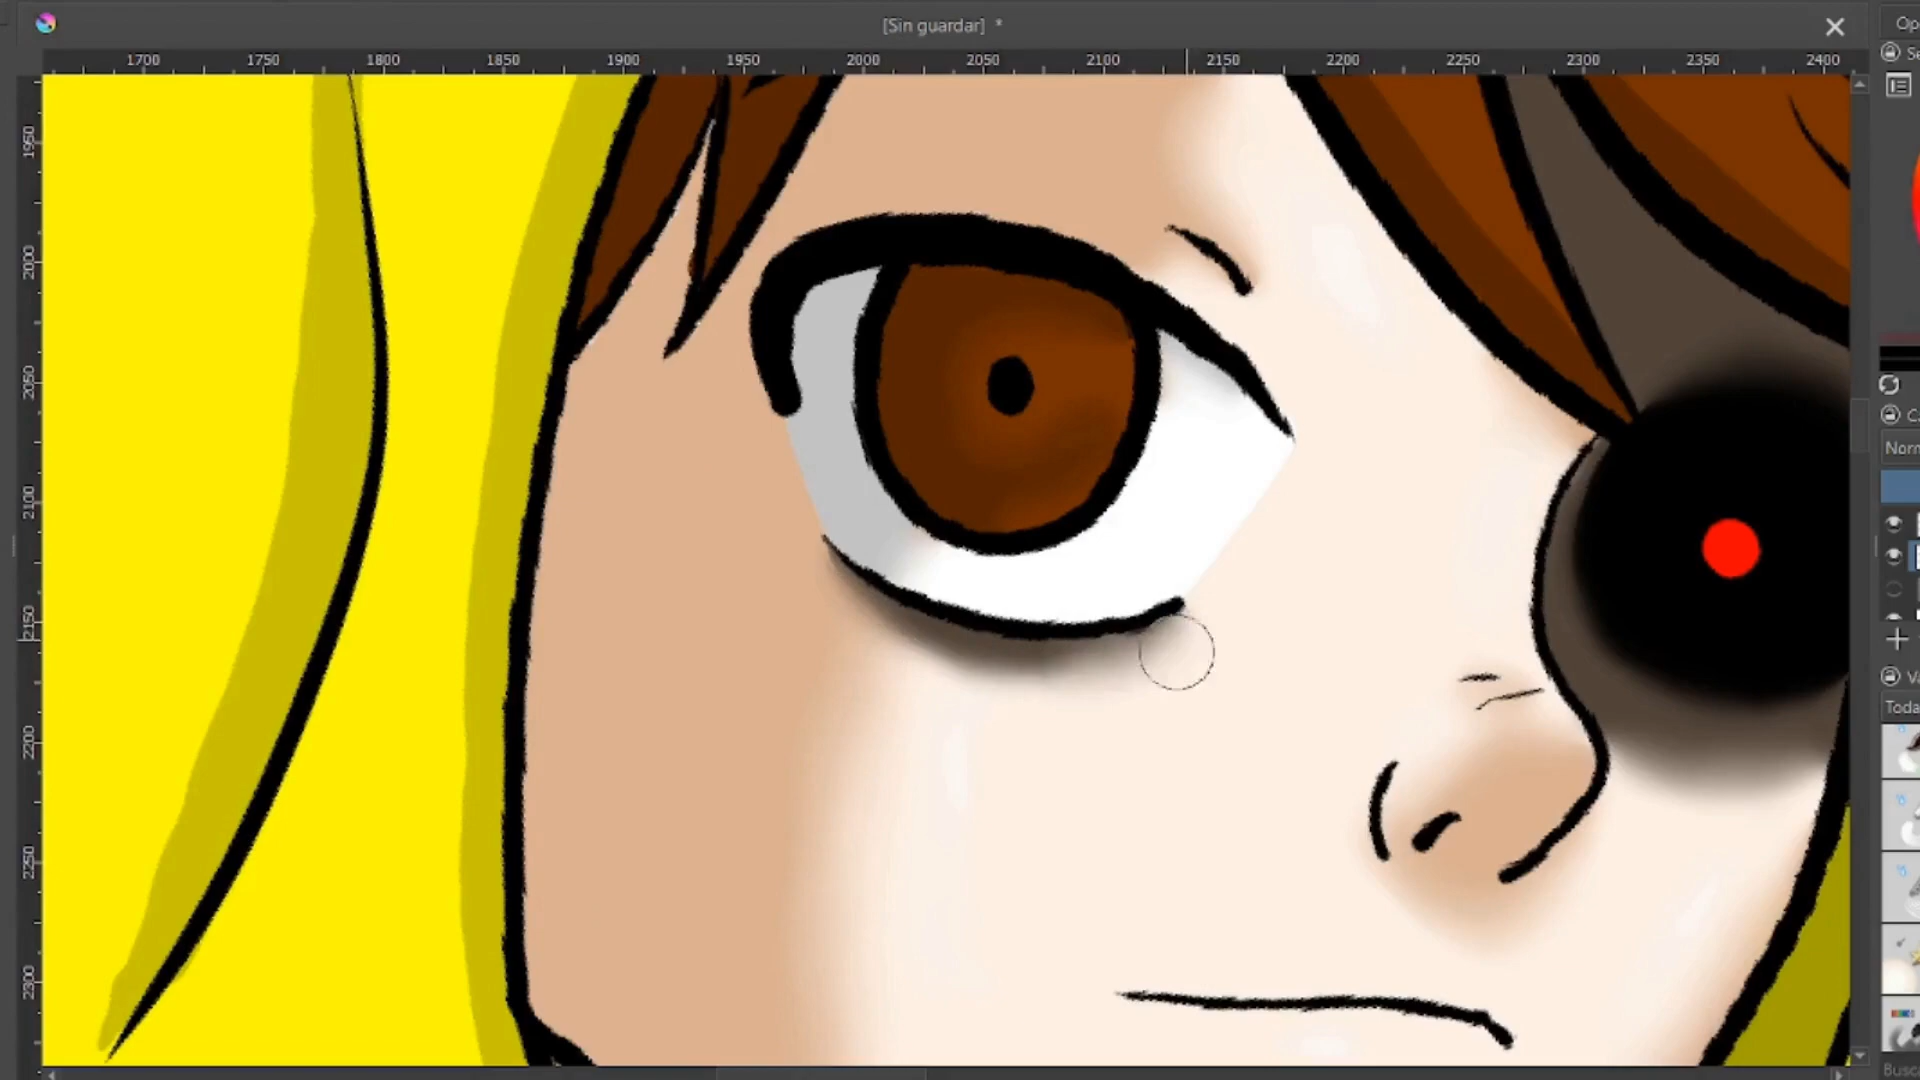 [Sin guardar] *
1700 1750 1800 1850 1900 1950 2000 2050 2100 2150 2200 2250 2300 2350 2400
1950
2000
2050
2100
2150
2200
2250
2300
Norm
Toda
Busc